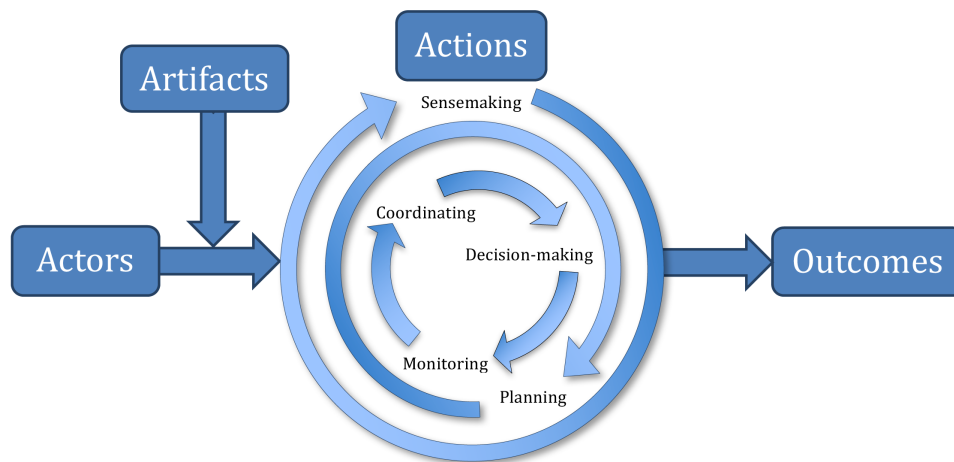 Actions
Artifacts
Sensemaking
Coordinating
Decision-making
Actors
Outcomes
Monitoring
Planning